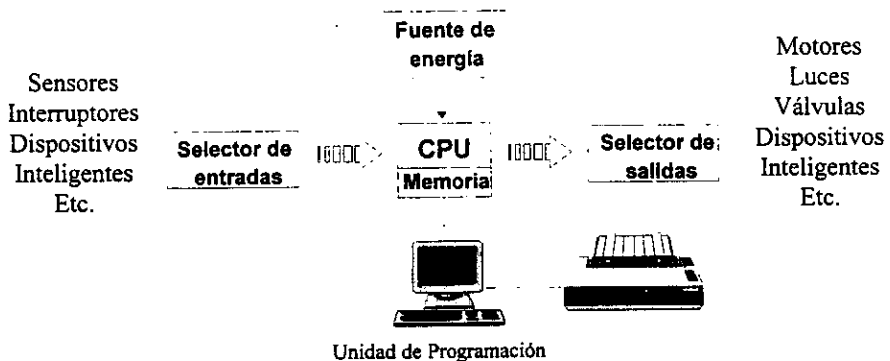 Fuente de
energía
Sensores
Interruptores
Dispositivos
Inteligentes
Etc.
Selector de
entradas
CPU
Memoria
Selector de
salidas
Motores
Luces
Válvulas
Dispositivos
Inteligentes
Etc.
Unidad de Programación